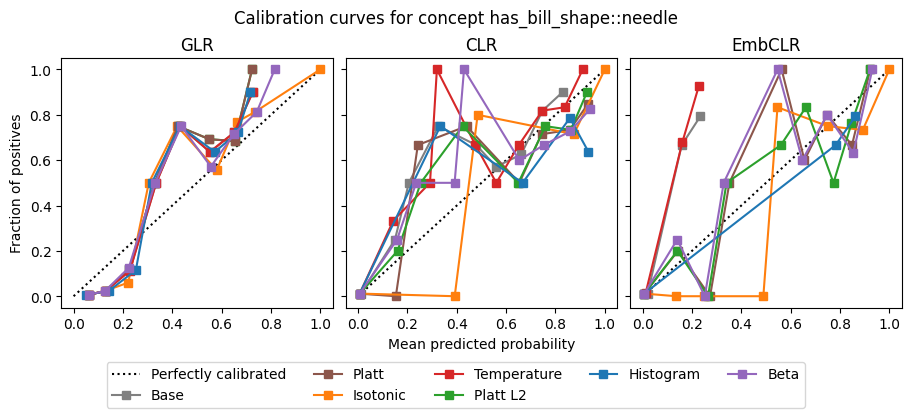 Calibration curves for concept has_bill_shape::needle
GLR
CLR
EmbCLR
Fraction of positives
1.0
0.8
0.6
0.4
0.2
0.0
0.0 0.2 0.4 0.6 0.8 1.0
0.0 0.2 0.4 0.6 0.8 1.0
0.0 0.2 0.4 0.6 0.8 1.0
Mean predicted probability
Perfectly calibrated Platt Temperature Histogram Beta
Base Isotonic Platt L2